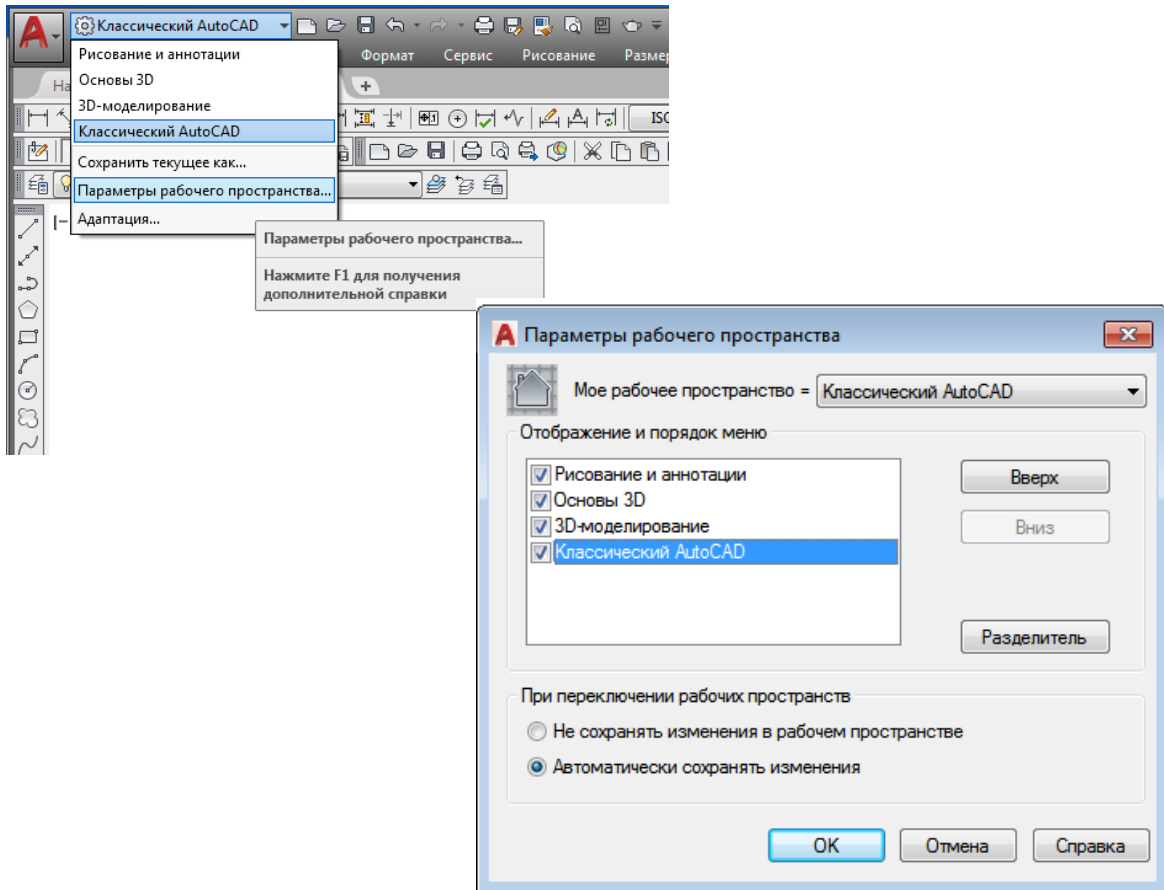 Классический AutoCAD
Рисование и аннотации
Формат Сервис Рисование Размер
На
Основы 3D
3D-моделирование
ISO
Классический AutoCAD
Сохранить текущее как...
Параметры рабочего пространства...
Адаптация...
Параметры рабочего пространства...
Нажмите F1 для получения
дополнительной справки
Параметры рабочего пространства
Мое рабочее пространство = Классический AutoCAD
Отображение и порядок меню
Рисование и аннотации
Вверх
Основы 3D
3D-моделирование
Вниз
Классический AutoCAD
Разделитель
При переключении рабочих пространств
Не сохранять изменения в рабочем пространстве
Автоматически сохранять изменения
OK Отмена Справка